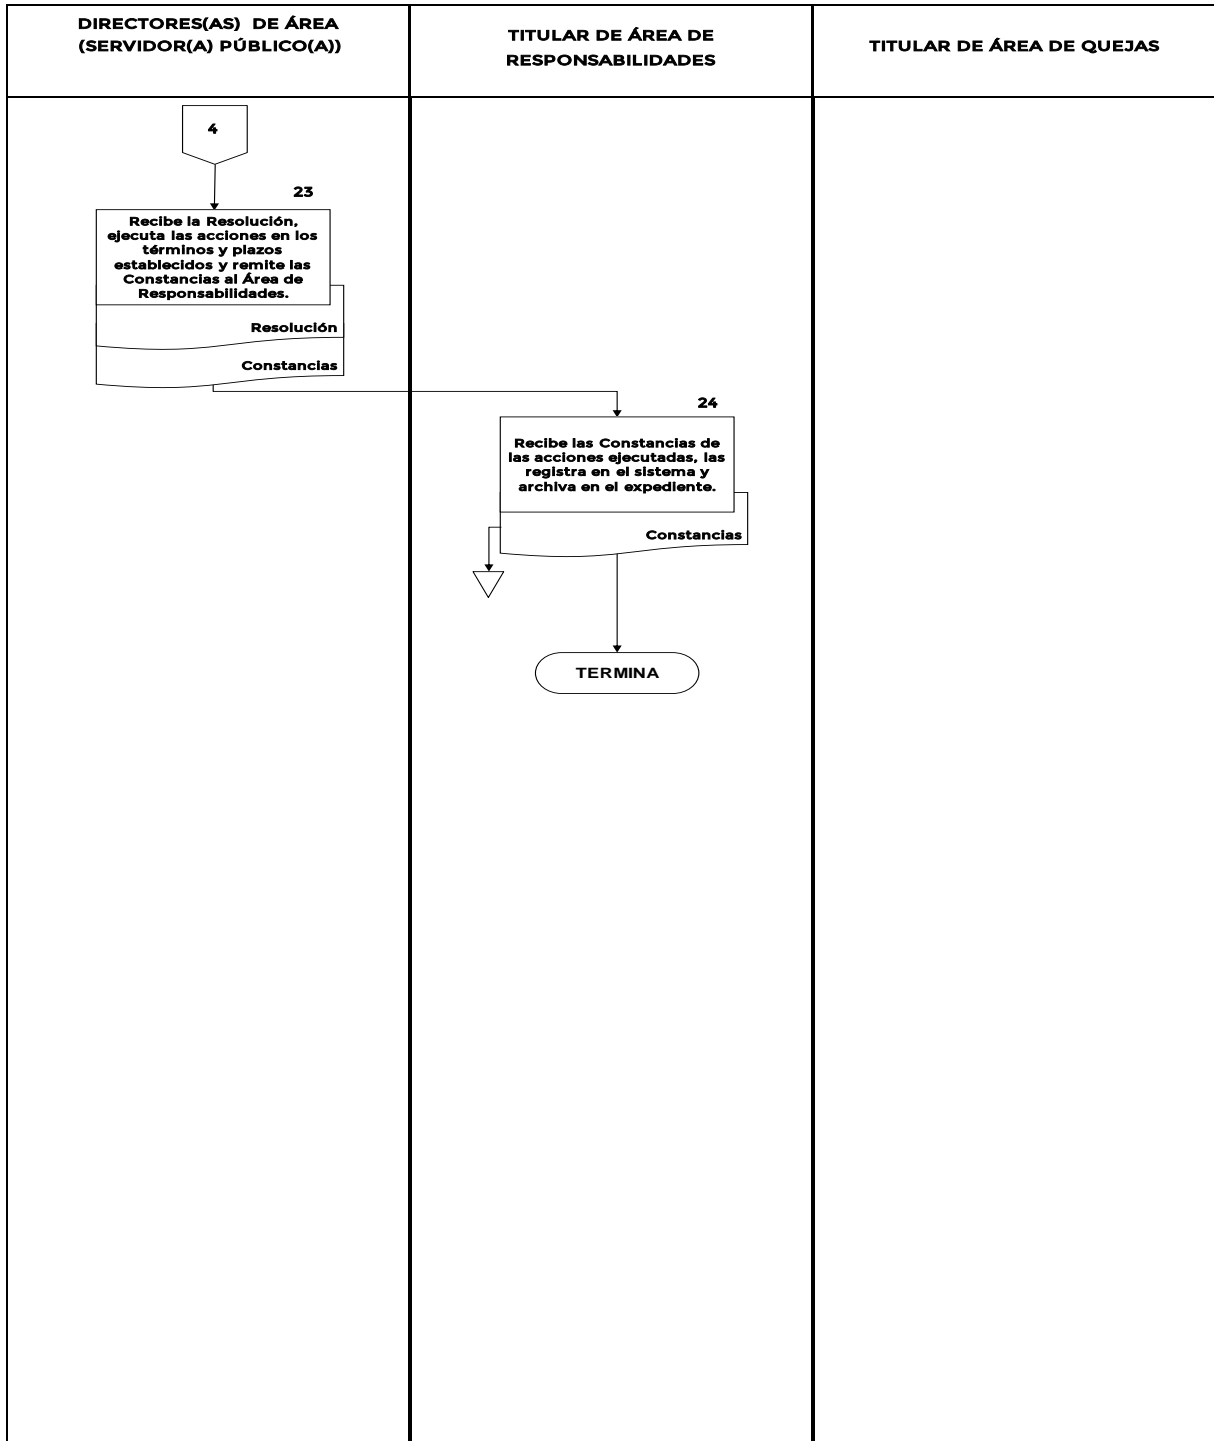 DIRECTORES(AS)  DE ÁREA
(SERVIDOR(A) PÚBLICO(A))
TITULAR DE ÁREA DE
RESPONSABILIDADES
TITULAR DE ÁREA DE QUEJAS
4
23
Recibe la Resolución,
ejecuta las acciones en los
términos y plazos
establecidos y remite las
Constancias al Área de
Responsabilidades.
Resolución
Constancias
24
Recibe las Constancias de
las acciones ejecutadas, las
registra en el sistema y
archiva en el expediente.
Constancias
TERMINA